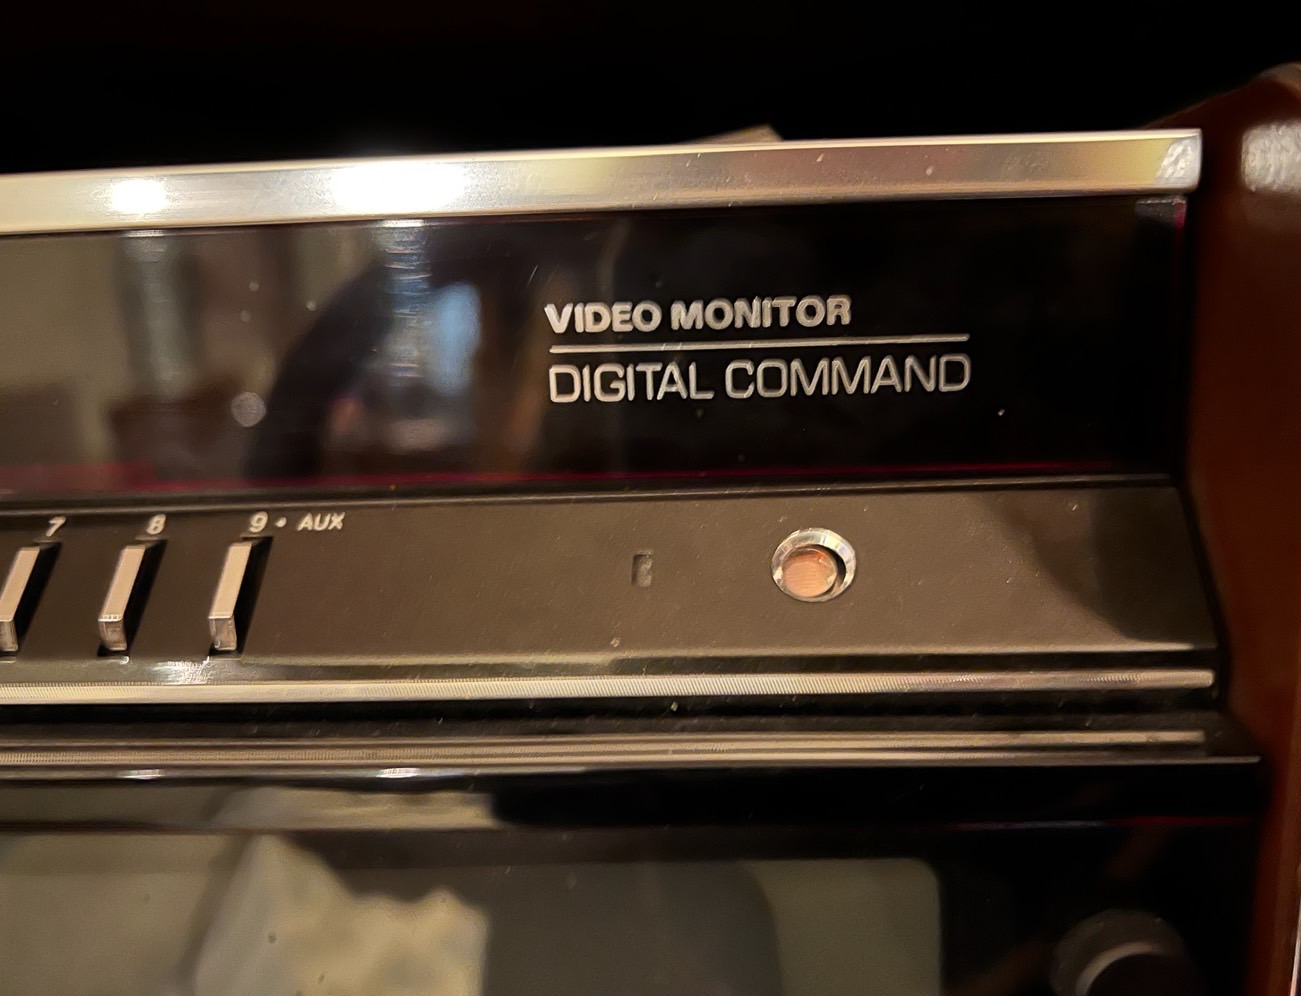 VIDEO MONITOR
DIGITAL COMMAND
7 8 9 • AUX